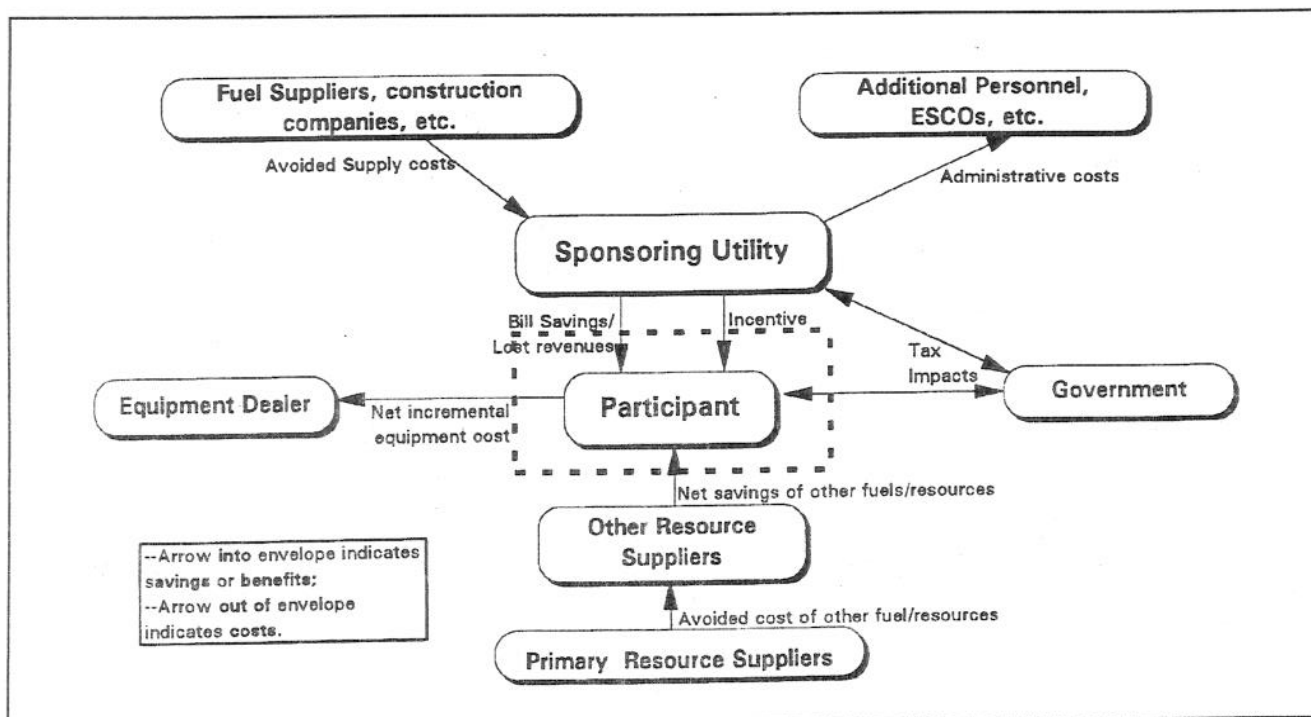 Fuel Suppliers, construction
companies, etc.
Additional Personnel,
ESCOs, etc.
Avoided Supply costs
Administrative costs
Sponsoring Utility
Bill Savings/
Lost revenues
Incentive
Tax
Impacts
Government
Equipment Dealer
Net incremental
equipment cost
Participant
Net savings of other fuels/resources
Other Resource
Suppliers
--Arrow into envelope indicates
savings or benefits;
--Arrow out of envelope
indicates costs.
Avoided cost of other fuel/resources
Primary Resource Suppliers